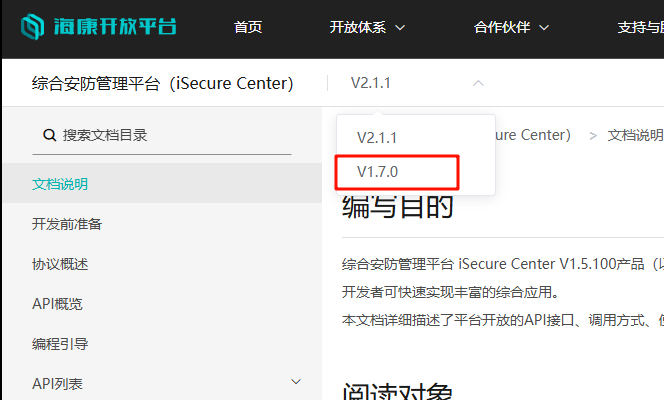 海康开放平台 首页 开放体系 合作伙伴 支持与
综合安防管理平台（iSecure Center） V2.1.1
搜索文档目录
V2.1.1
V1.7.0
ure Center） > 文档说明
文档说明
开发前准备
协议概述
API概览
编程引导
API列表
编写目的
综合安防管理平台 iSecure Center V1.5.100产品（
开发者可快速实现丰富的综合应用。
本文档详细描述了平台开放的API接口、调用方式、
阅读对象